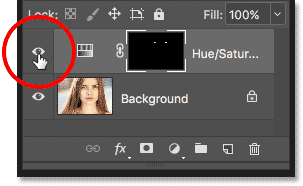 Lock: Fill: 100%
Hue/Satur...
Background
fx